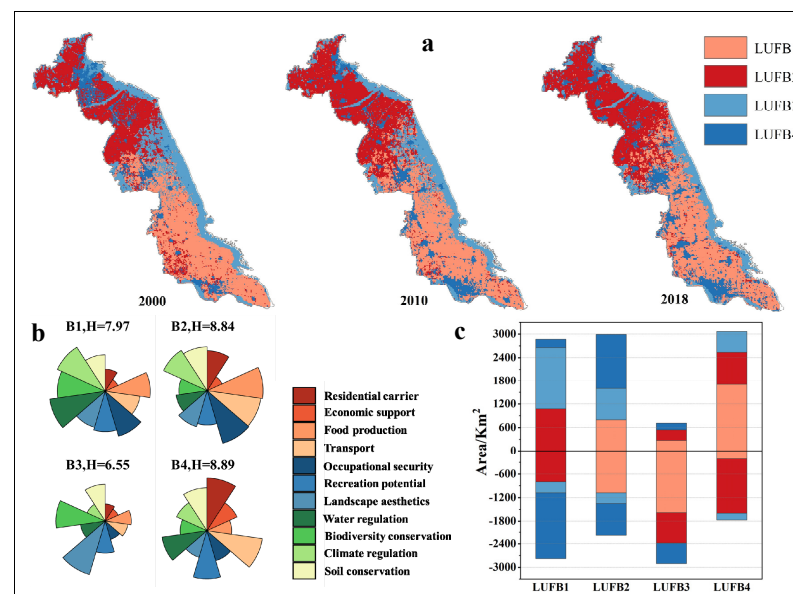 a
LUFB
LUFB
LUFB
LUFB4
2000
2010
2018
b
B1,H=7.97
B2,H=8.84
B3,H=6.55
B4,H=8.89
Residential carrier
Economic support
Food production
Transport
Occupational security
Recreation potential
Landscape aesthetics
Water regulation
Biodiversity conservation
Climate regulation
Soil conservation
c
Area/Km²
3000
2400
1800
1200
600
0
-600
-1200
-1800
-2400
-3000
LUFB1 LUFB2 LUFB3 LUFB4